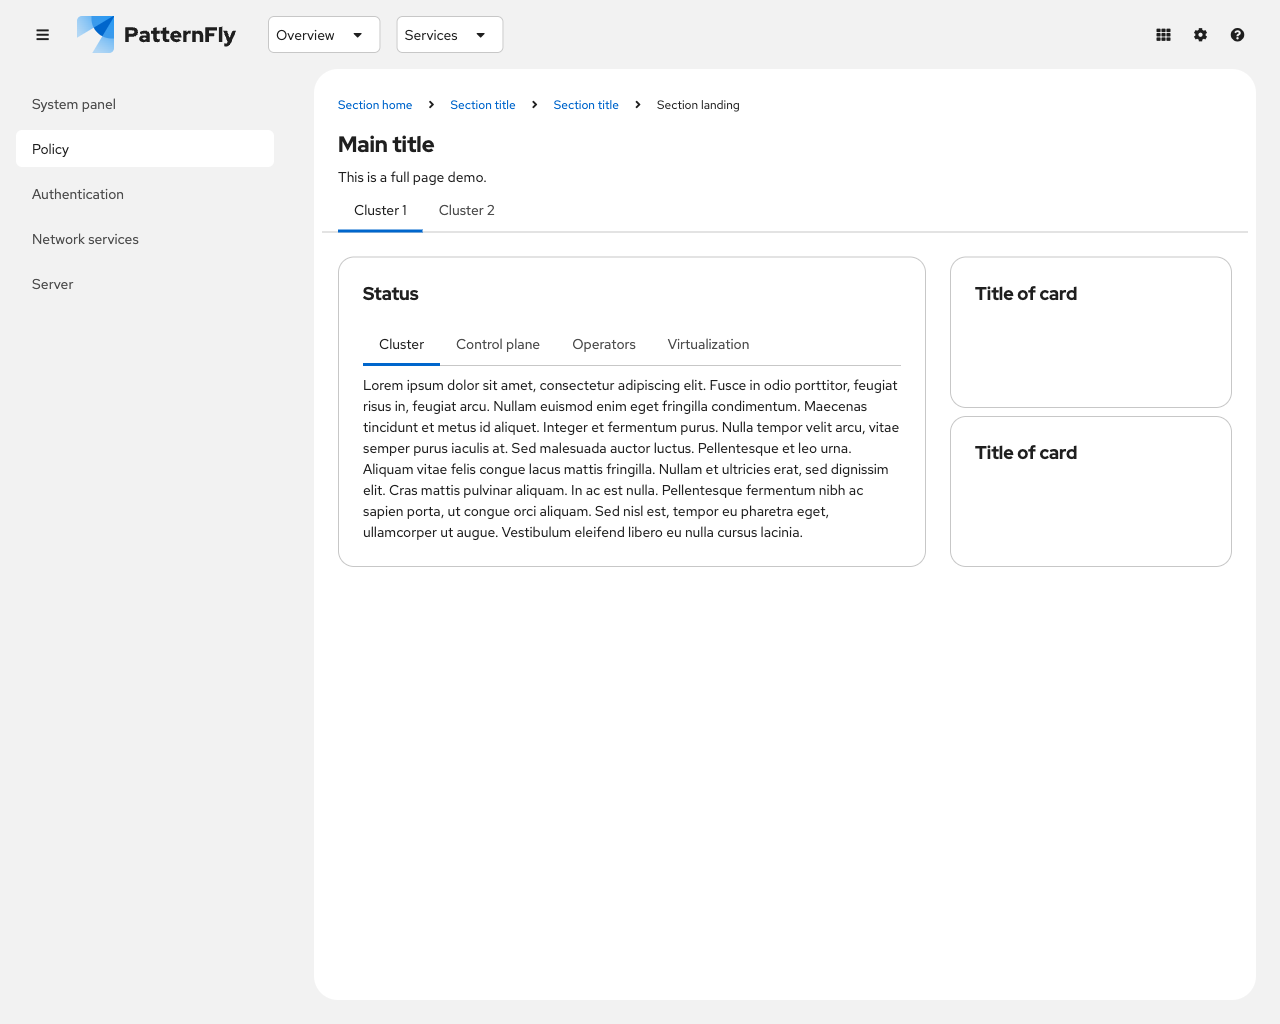 PatternFly
Overview
Services
System panel
Policy
Authentication
Network services
Server
Section home
Section title
Section title
Section landing
Main title
This is a full page demo.
Cluster 1
Cluster 2
Status
Cluster
Control plane
Operators
Virtualization
Lorem ipsum dolor sit amet, consectetur adipiscing elit. Fusce in odio porttitor, feugiat
risus in, feugiat arcu. Nullam euismod enim eget fringilla condimentum. Maecenas
tincidunt et metus id aliquet. Integer et fermentum purus. Nulla tempor velit arcu, vitae
semper purus iaculis at. Sed malesuada auctor luctus. Pellentesque et leo urna.
Aliquam vitae felis congue lacus mattis fringilla. Nullam et ultricies erat, sed dignissim
elit. Cras mattis pulvinar aliquam. In ac est nulla. Pellentesque fermentum nibh ac
sapien porta, ut congue orci aliquam. Sed nisl est, tempor eu pharetra eget,
ullamcorper ut augue. Vestibulum eleifend libero eu nulla cursus lacinia.
Title of card
Title of card